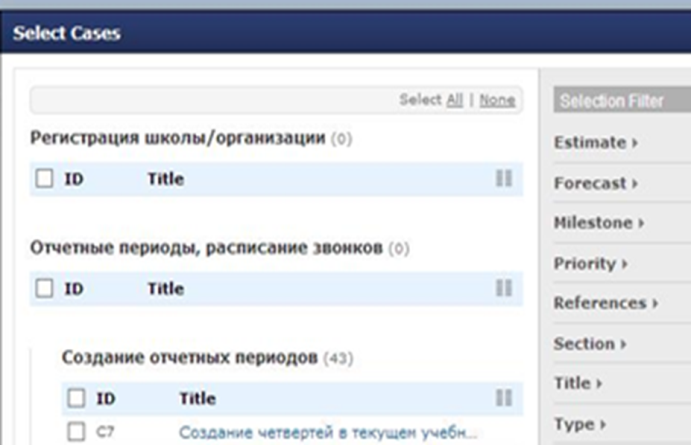 Select Cases
Select All | None
Регистрация школы/организации (0)
ID Title
Отчетные периоды, расписание звонков (0)
ID Title
Создание отчетных периодов (43)
ID Title
C7 Создание четвертей в текущем учебн...
Selection Filter
Estimate
Forecast
Milestone
Priority
References
Section
Title
Type